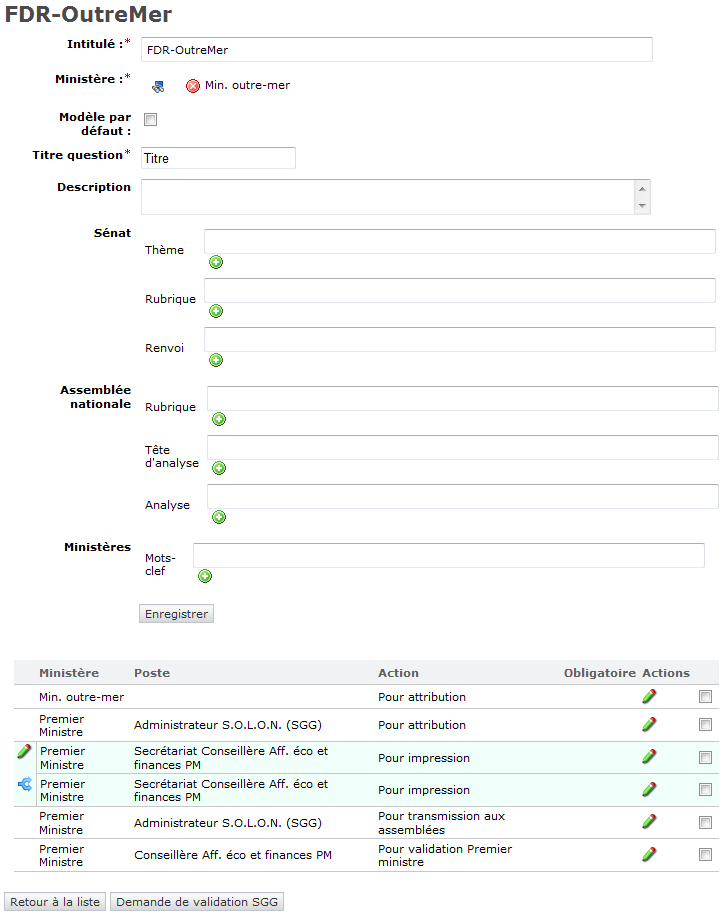 FDR-OutreMer
Intitulé :*
FDR-OutreMer
Ministère :*
Min. outre-mer
Modèle par
défaut :
Titre question*
Titre
Description
Sénat
Thème
Rubrique
Renvoi
Assemblée
nationale
Rubrique
Tête
d'analyse
Analyse
Ministères
Mots-
clef
Enregistrer
Ministère Poste Action Obligatoire Actions
Min. outre-mer Pour attribution
Premier
Ministre
Administrateur S.O.L.O.N. (SGG)
Pour attribution
Premier
Ministre
Secrétariat Conseillère Aff. éco et
finances PM
Pour impression
Premier
Ministre
Secrétariat Conseillère Aff. éco et
finances PM
Pour impression
Premier
Ministre
Administrateur S.O.L.O.N. (SGG)
Pour transmission aux
assemblées
Premier
Ministre
Conseillère Aff. éco et finances PM
Pour validation Premier
ministre
Retour à la liste
Demande de validation SGG